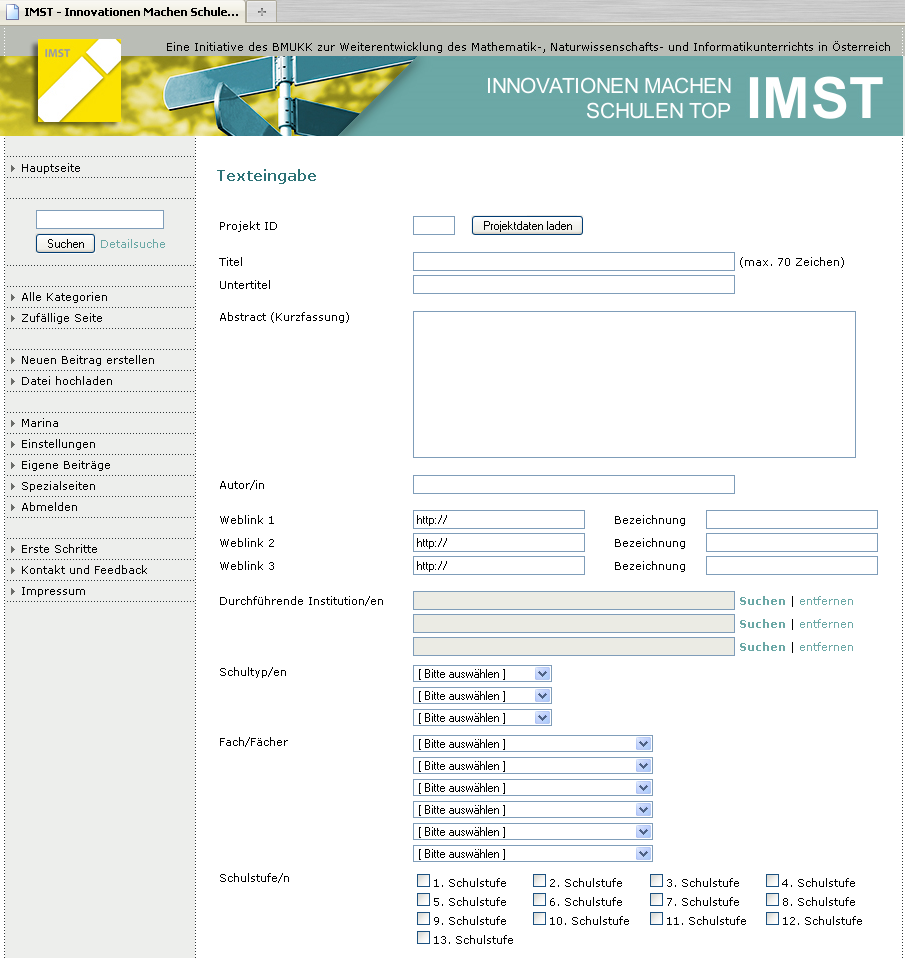 IMST - Innovationen Machen Schule...
Eine Initiative des BMUKK zur Weiterentwicklung des Mathematik-, Naturwissenschafts- und Informatikunterrichts in Österreich
IMST
INNOVATIONEN MACHEN
SCHULEN TOP
IMST
Hauptseite
Suchen Detailsuche
Alle Kategorien
Zufällige Seite
Neuen Beitrag erstellen
Datei hochladen
Marina
Einstellungen
Eigene Beiträge
Spezialseiten
Abmelden
Erste Schritte
Kontakt und Feedback
Impressum
Texteingabe
Projekt ID Projektdaten laden
Titel (max. 70 Zeichen)
Untertitel
Abstract (Kurzfassung)
Autor/in
Weblink 1 http:// Bezeichnung
Weblink 2 http:// Bezeichnung
Weblink 3 http:// Bezeichnung
Durchführende Institution/en Suchen | entfernen
Suchen | entfernen
Suchen | entfernen
Schultyp/en [ Bitte auswählen ]
[ Bitte auswählen ]
[ Bitte auswählen ]
Fach/Fächer [ Bitte auswählen ]
[ Bitte auswählen ]
[ Bitte auswählen ]
[ Bitte auswählen ]
[ Bitte auswählen ]
[ Bitte auswählen ]
Schulstufe/n 1. Schulstufe 2. Schulstufe 3. Schulstufe 4. Schulstufe
5. Schulstufe 6. Schulstufe 7. Schulstufe 8. Schulstufe
9. Schulstufe 10. Schulstufe 11. Schulstufe 12. Schulstufe
13. Schulstufe